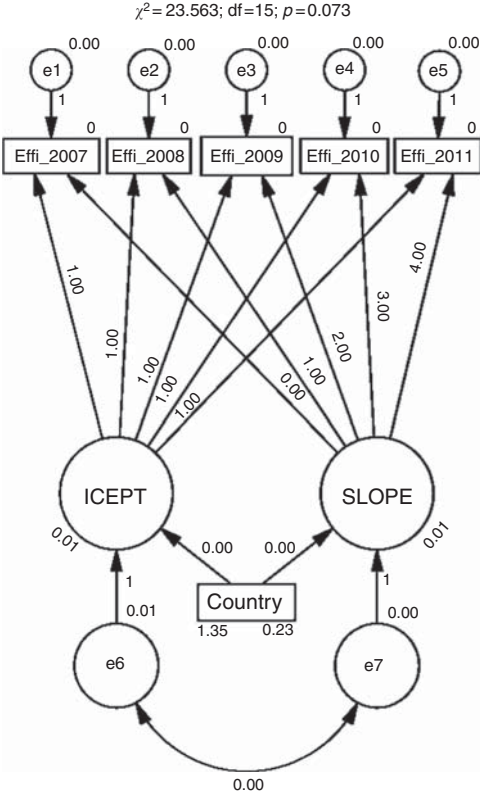 χ²=23.563; df=15; p=0.073
0.00 0.00 0.00 0.00 0.00
e1 e2 e3 e4 e5
1 1 1 1 1
0 0 0 0 0
Effi_2007 Effi_2008 Effi_2009 Effi_2010 Effi_2011
1.00 1.00 1.00 1.00 1.00 0.00 1.00 2.00 3.00 4.00
ICEPT SLOPE
0.01 0.01
0.00 0.00
1 1
Country
0.01 0.00
1.35 0.23
e6 e7
0.00